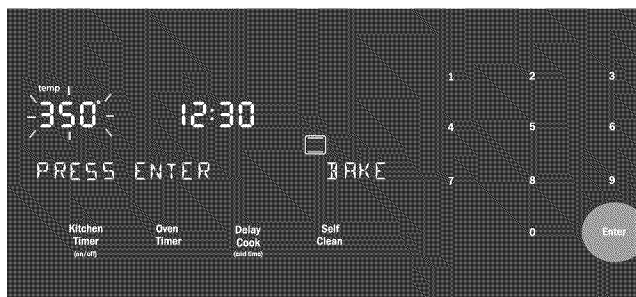 temp
350° 12:30
PRESS ENTER BAKE
Kitchen Timer (on/off)
Oven Timer
Delay Cook (end time)
Self Clean
1 2 3
4 5 6
7 8 9
0 Enter